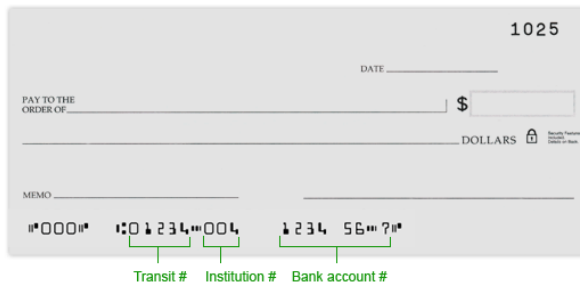 1025
DATE
PAY TO THE
ORDER OF
$
DOLLARS
Security Features
Included.
Details on Back.
MEMO
⑈000⑈ ⑆01234⑉004 1234 56⑉7⑈
Transit # Institution # Bank account #